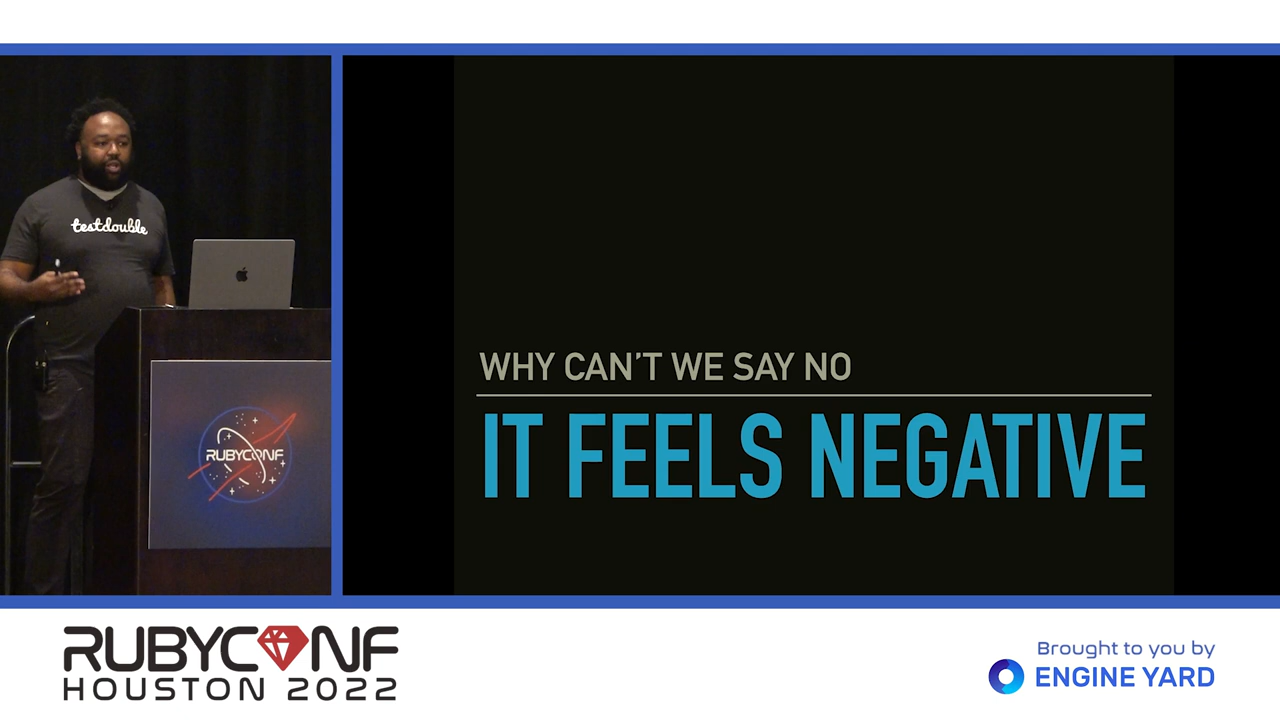 testdouble
WHY CAN'T WE SAY NO
IT FEELS NEGATIVE
RUBYCONF
RUBYCONF
HOUSTON 2022
Brought to you by
ENGINE YARD